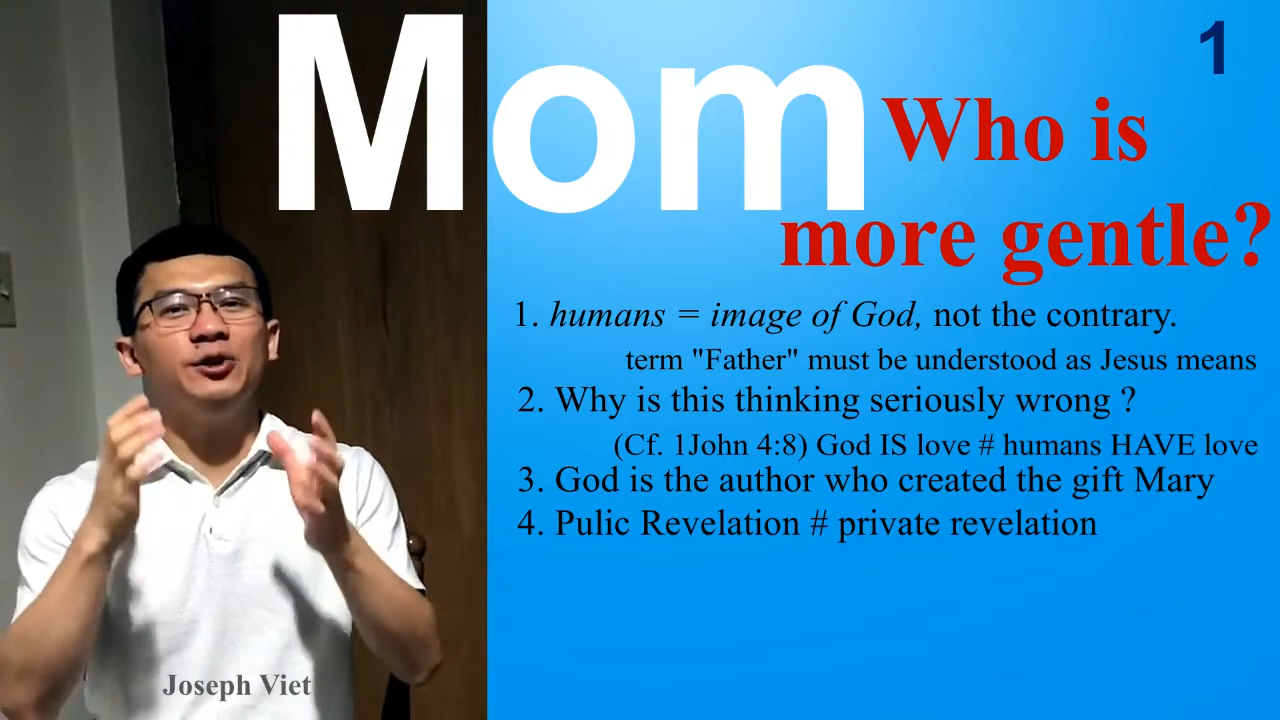 1
Mom
Who is
more gentle?
1. humans = image of God, not the contrary.
term "Father" must be understood as Jesus means
2. Why is this thinking seriously wrong ?
(Cf. 1John 4:8) God IS love # humans HAVE love
3. God is the author who created the gift Mary
4. Pulic Revelation # private revelation
Joseph Viet